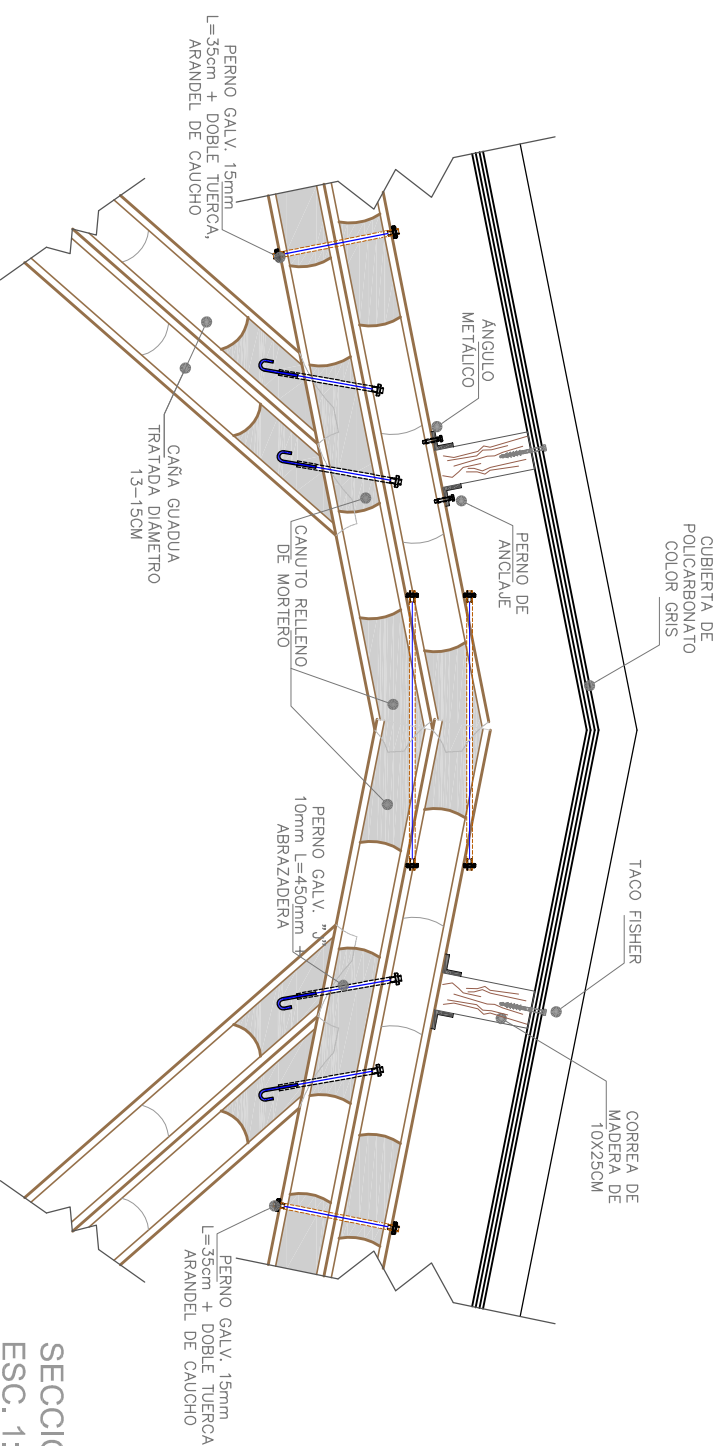 PERNO GALV. 15mm
L=35cm + DOBLE TUERCA,
ARANDEL DE CAUCHO
ÁNGULO
METÁLICO
CUBIERTA DE
POLICARBONATO
COLOR GRIS
CAÑA GUADUA
TRATADA DIÁMETRO
13-15CM
PERNO DE
ANCLAJE
CANUTO RELLENO
DE MORTERO
PERNO GALV. "J"
10mm L=450mm +
ABRAZADERA
TACO FISHER
CORREA DE
MADERA DE
10X25CM
PERNO GALV. 15mm
L=35cm + DOBLE TUERCA
ARANDEL DE CAUCHO
ESC. 1: